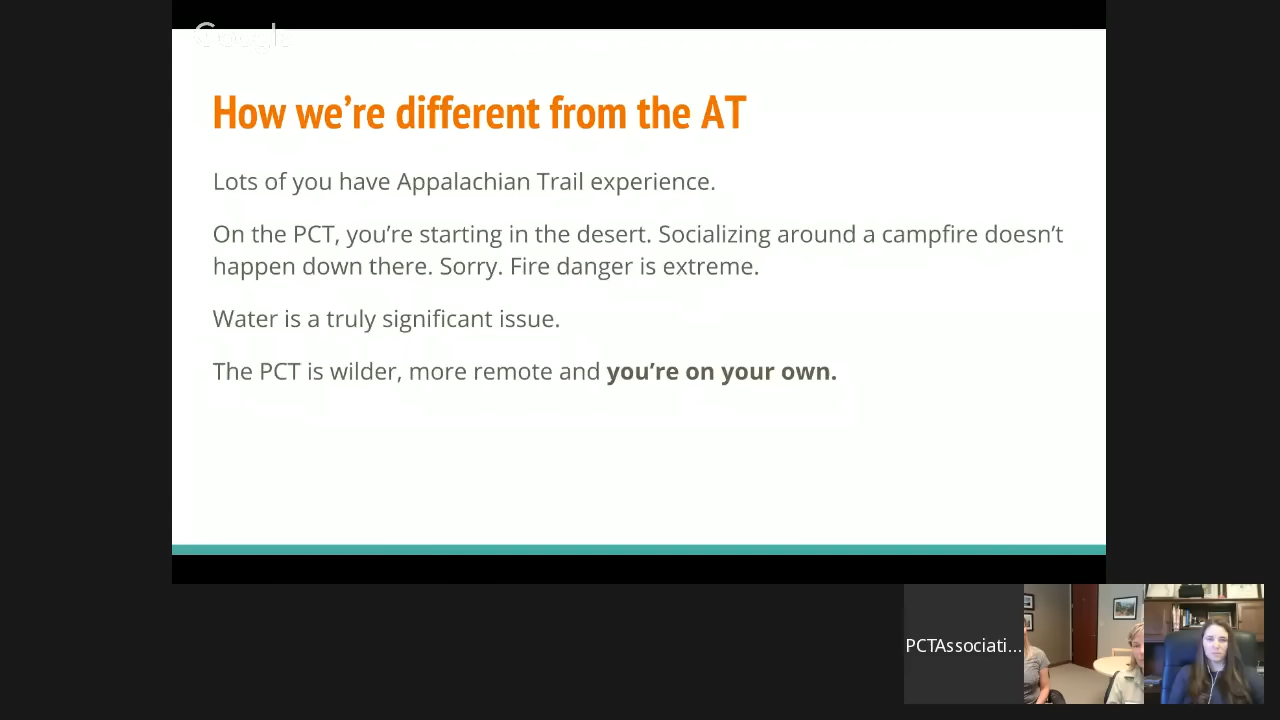 Google
How we're different from the AT
Lots of you have Appalachian Trail experience.
On the PCT, you're starting in the desert. Socializing around a campfire doesn't
happen down there. Sorry. Fire danger is extreme.
Water is a truly significant issue.
The PCT is wilder, more remote and you're on your own.
PCTAssociati...